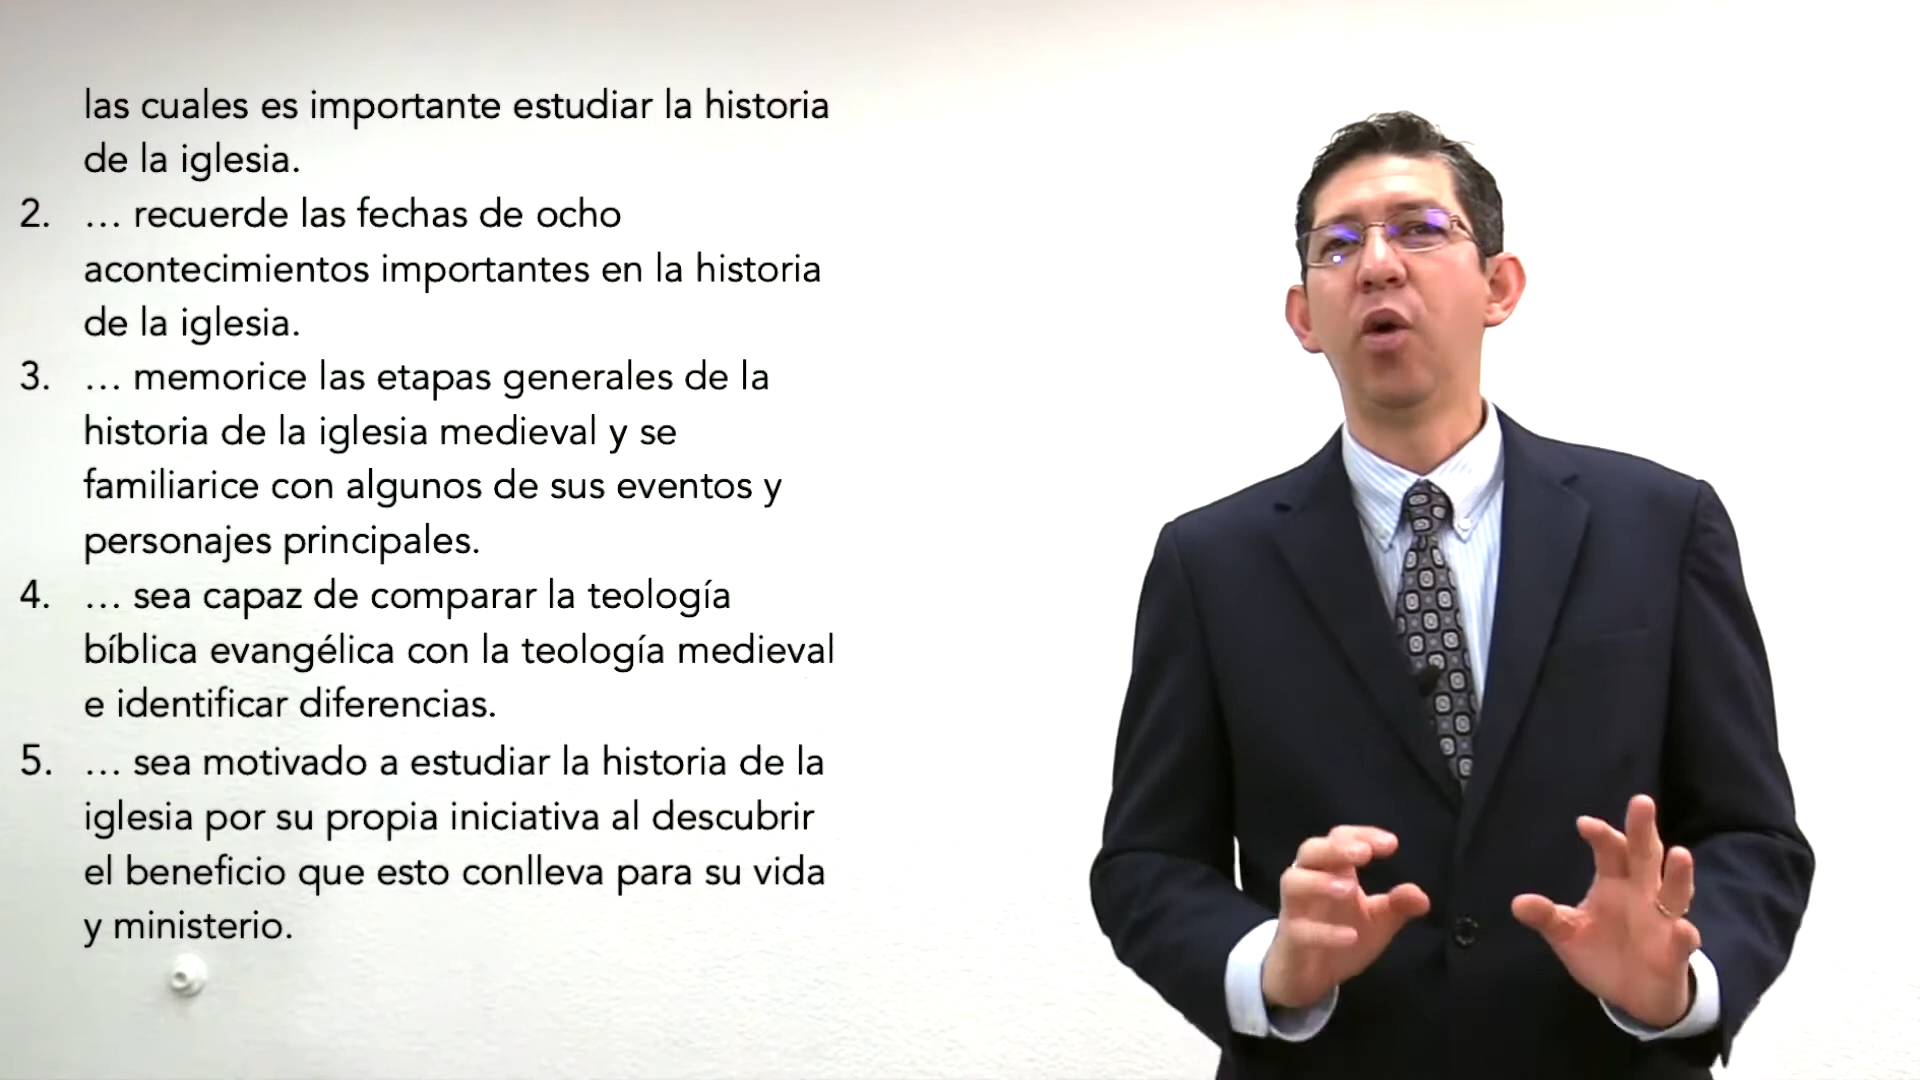 las cuales es importante estudiar la historia
de la iglesia.
2. … recuerde las fechas de ocho
acontecimientos importantes en la historia
de la iglesia.
3. … memorice las etapas generales de la
historia de la iglesia medieval y se
familiarice con algunos de sus eventos y
personajes principales.
4. … sea capaz de comparar la teología
bíblica evangélica con la teología medieval
e identificar diferencias.
5. … sea motivado a estudiar la historia de la
iglesia por su propia iniciativa al descubrir
el beneficio que esto conlleva para su vida
y ministerio.